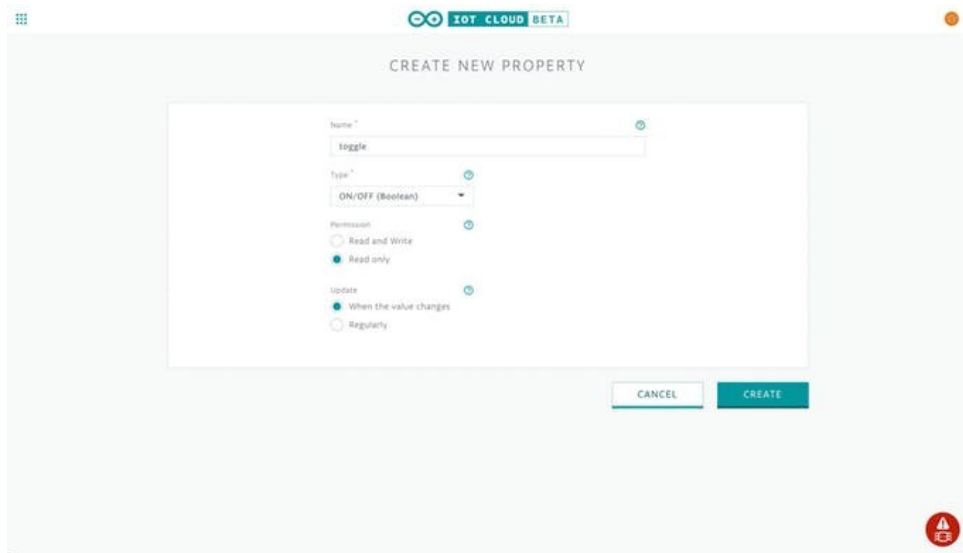 IOT CLOUD BETA
CREATE NEW PROPERTY
Name *
toggle
Type *
ON/OFF (Boolean)
Permission
Read and Write
Read only
Update
When the value changes
Regularly
CANCEL
CREATE